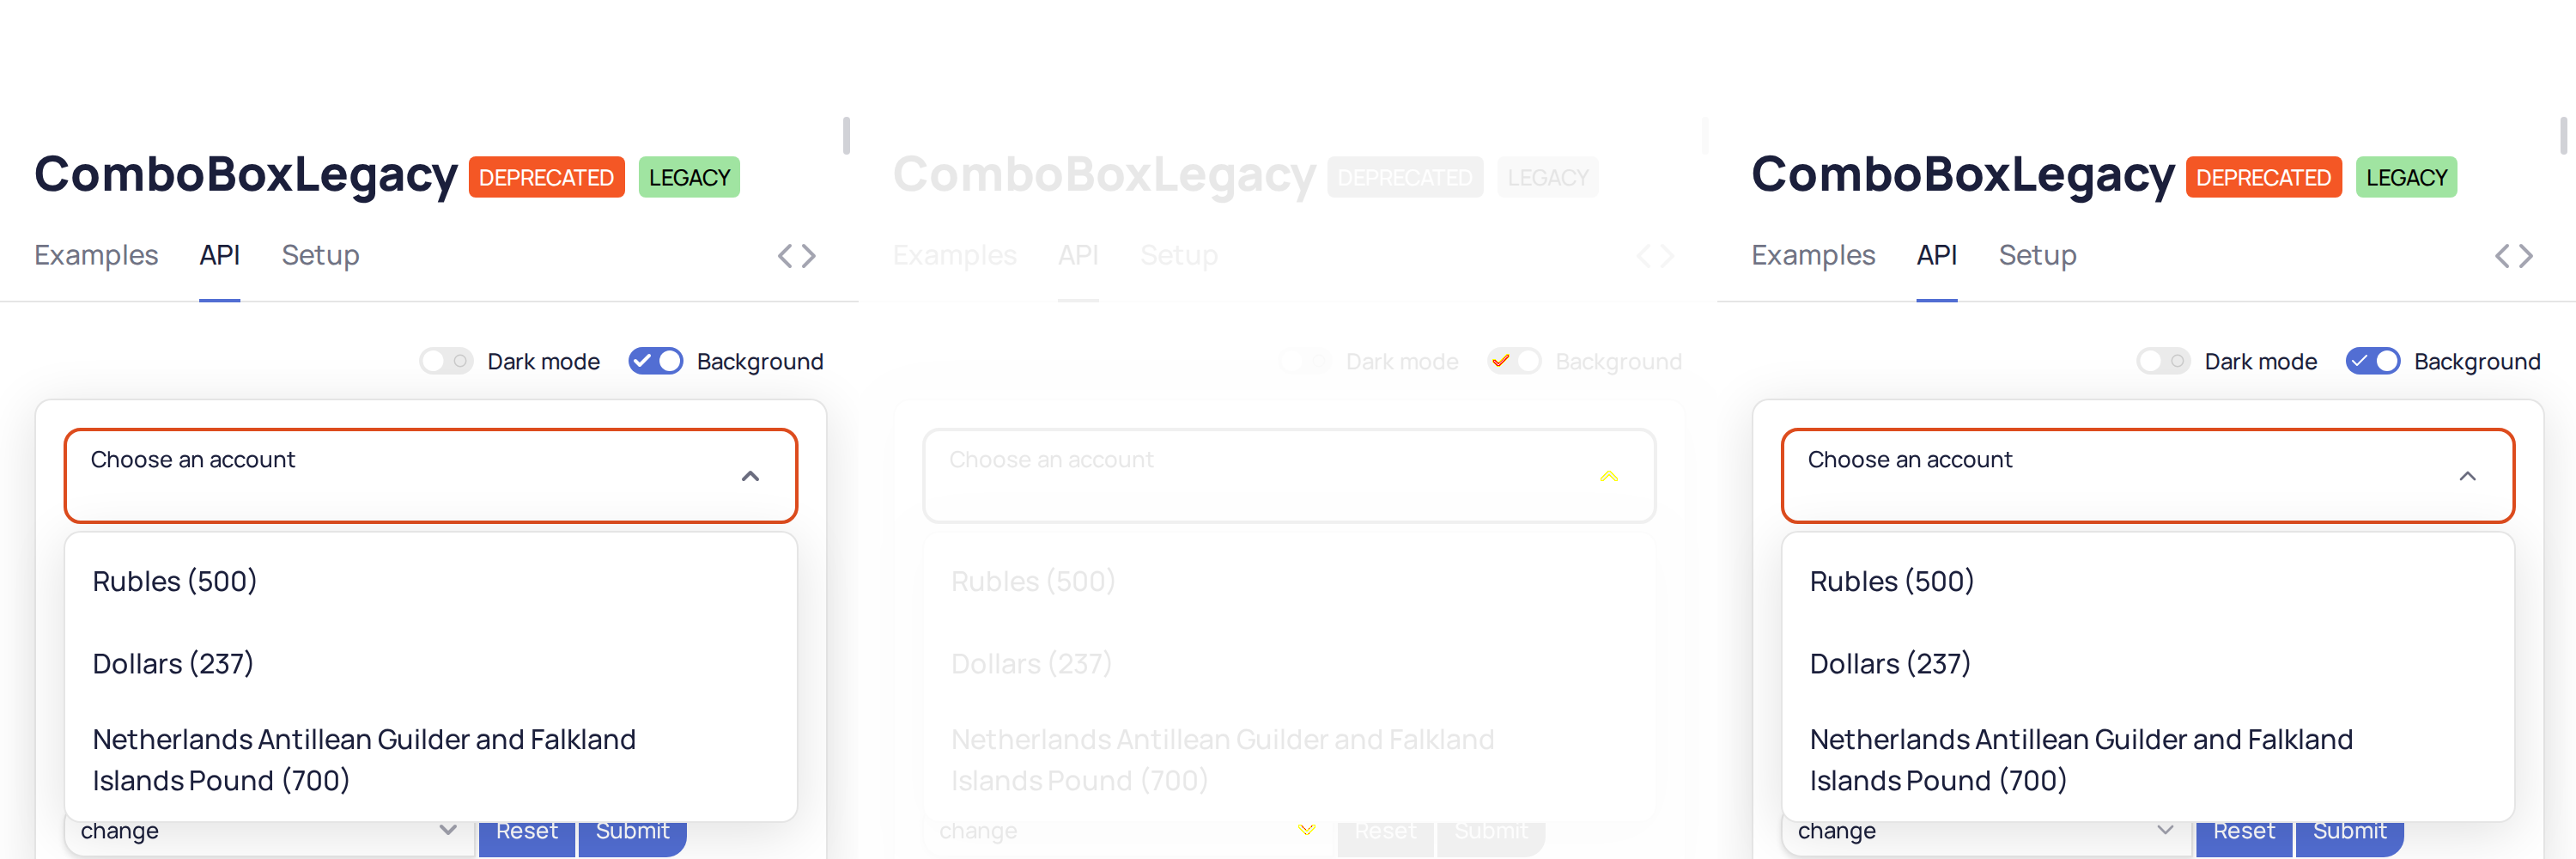 ComboBoxLegacy DEPRECATED LEGACY
Examples API Setup
Dark mode Background
Choose an account
Rubles (500)
Dollars (237)
Netherlands Antillean Guilder and Falkland
Islands Pound (700)
change Reset Submit
ComboBoxLegacy DEPRECATED LEGACY
Examples API Setup
Dark mode Background
Choose an account
Rubles (500)
Dollars (237)
Netherlands Antillean Guilder and Falkland
Islands Pound (700)
change Reset Submit
ComboBoxLegacy DEPRECATED LEGACY
Examples API Setup
Dark mode Background
Choose an account
Rubles (500)
Dollars (237)
Netherlands Antillean Guilder and Falkland
Islands Pound (700)
change Reset Submit